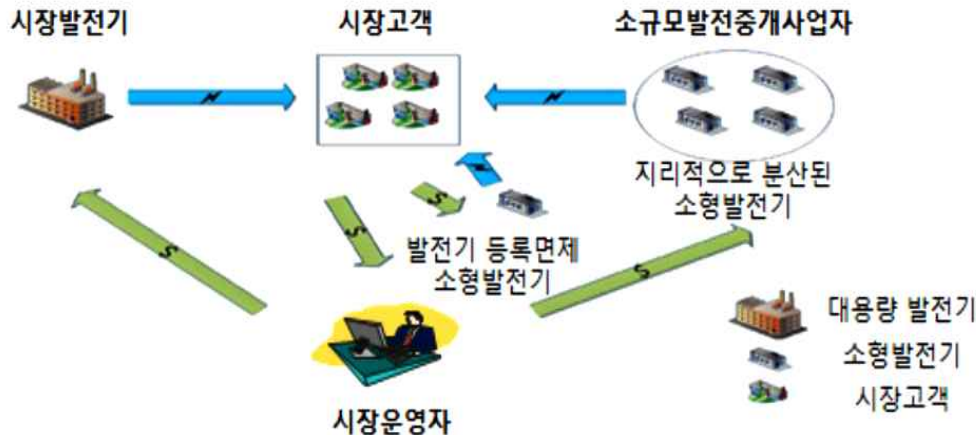 시장발전기
시장고객
소규모발전중개사업자
지리적으로 분산된
소형발전기
발전기 등록면제
소형발전기
시장운영자
대용량 발전기
소형발전기
시장고객